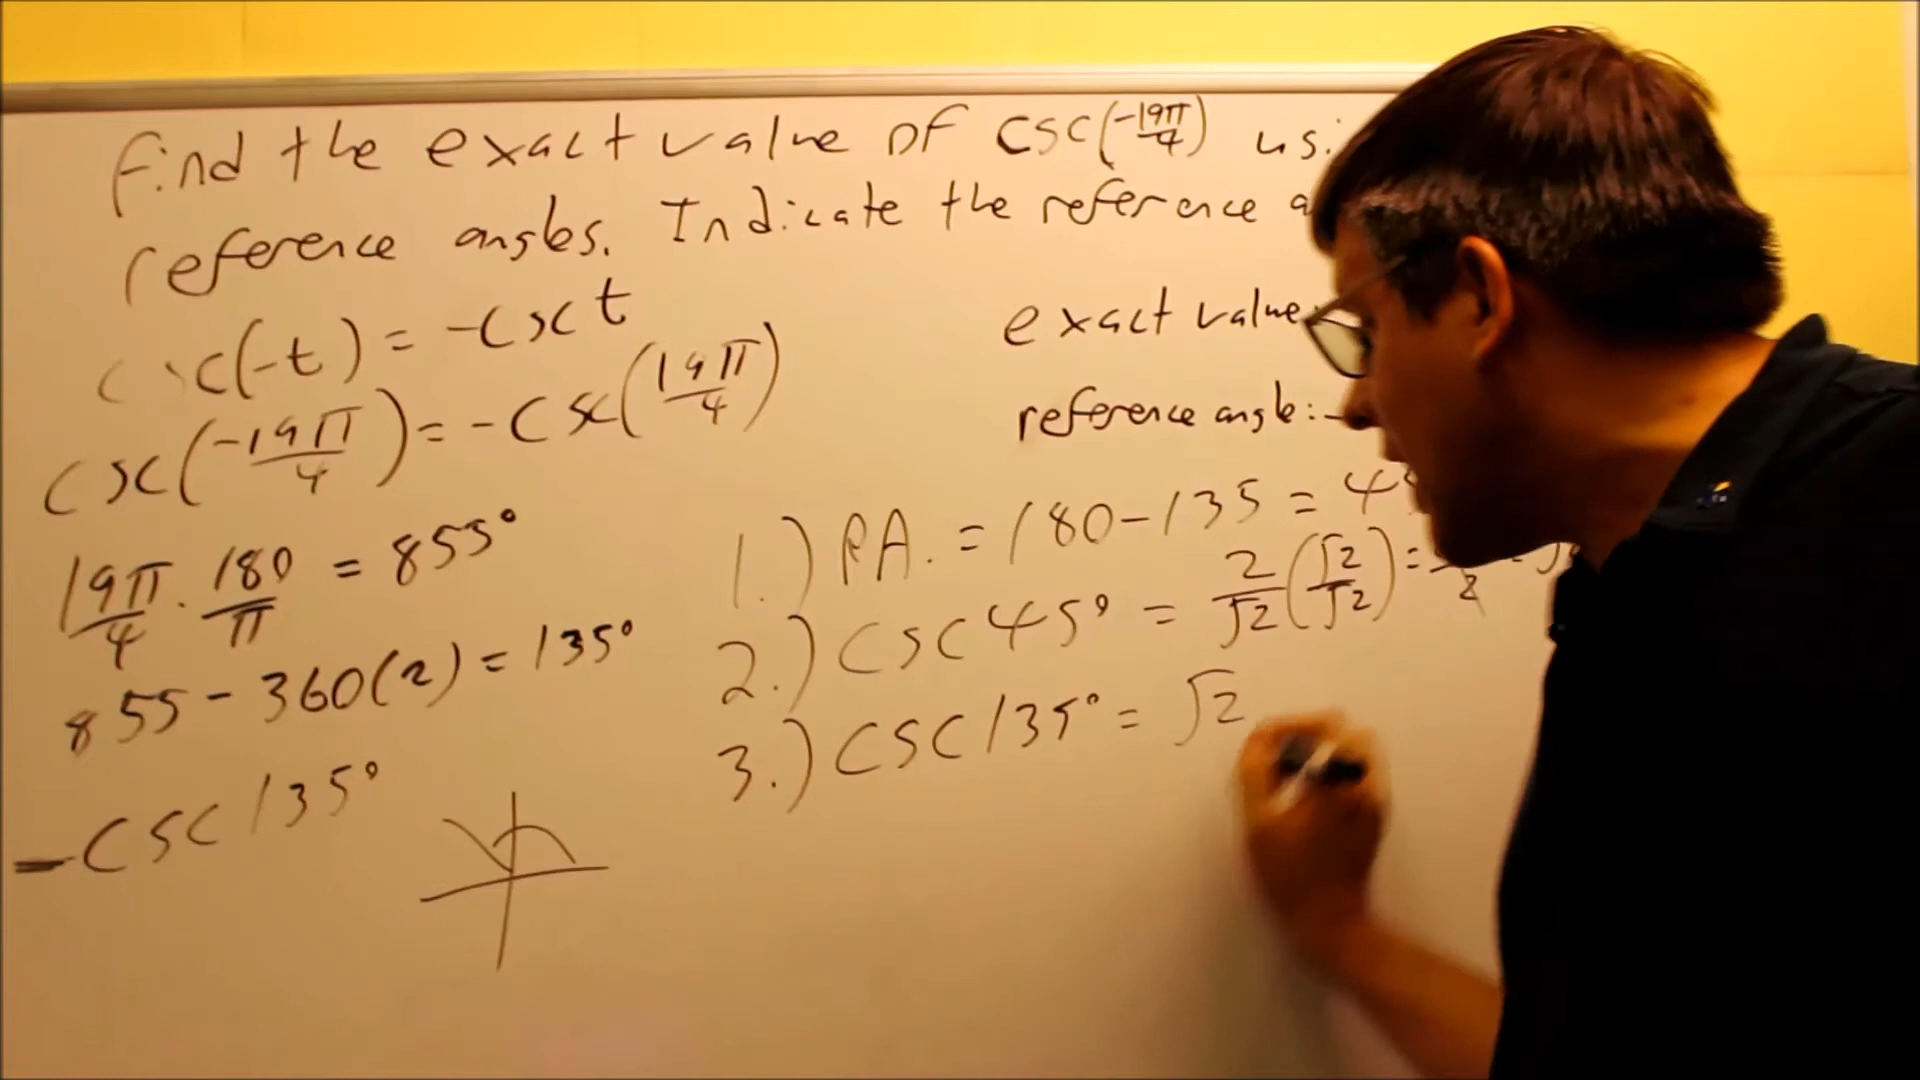 Find the exact value of csc(-19π/4)
reference angles. Indicate the reference
csc(-t) = -csc t
csc(-19π/4) = -csc(19π/4)
19π/4 · 180/π = 855°
855 - 360(2) = 135°
-csc 135°
exact value
reference angle:
1.) RA. = 180-135 =
2.) csc 45° = 2/√2 (√2/√2) =
3.) csc 135° = √2